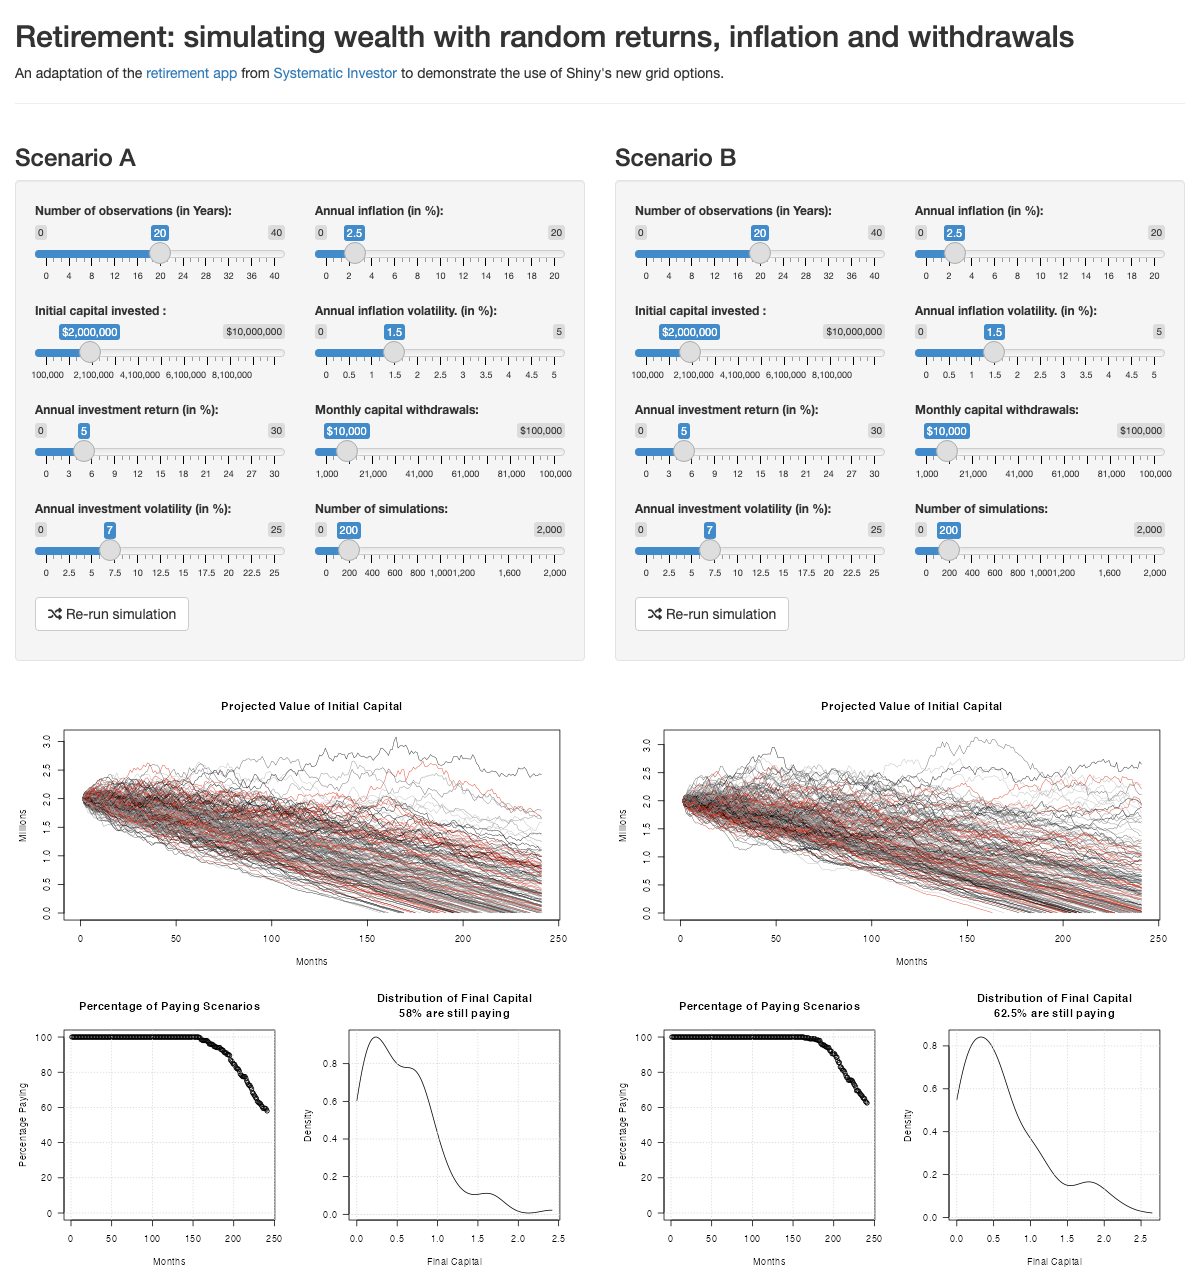 Retirement: simulating wealth with random returns, inflation and withdrawals
An adaptation of the retirement app from Systematic Investor to demonstrate the use of Shiny's new grid options.
Scenario A
Number of observations (in Years):
0 20 40
0 4 8 12 16 20 24 28 32 36 40
Annual inflation (in %):
0 2.5 20
0 2 4 6 8 10 12 14 16 18 20
Initial capital invested :
$2,000,000 $10,000,000
100,000 2,100,000 4,100,000 6,100,000 8,100,000
Annual inflation volatility. (in %):
0 1.5 5
0 0.5 1 1.5 2 2.5 3 3.5 4 4.5 5
Annual investment return (in %):
0 5 30
0 3 6 9 12 15 18 21 24 27 30
Monthly capital withdrawals:
$10,000 $100,000
1,000 21,000 41,000 61,000 81,000 100,000
Annual investment volatility (in %):
0 7 25
0 2.5 5 7.5 10 12.5 15 17.5 20 22.5 25
Number of simulations:
0 200 2,000
0 200 400 600 800 1,000 1,200 1,600 2,000
Re-run simulation
Scenario B
Number of observations (in Years):
0 20 40
0 4 8 12 16 20 24 28 32 36 40
Annual inflation (in %):
0 2.5 20
0 2 4 6 8 10 12 14 16 18 20
Initial capital invested :
$2,000,000 $10,000,000
100,000 2,100,000 4,100,000 6,100,000 8,100,000
Annual inflation volatility. (in %):
0 1.5 5
0 0.5 1 1.5 2 2.5 3 3.5 4 4.5 5
Annual investment return (in %):
0 5 30
0 3 6 9 12 15 18 21 24 27 30
Monthly capital withdrawals:
$10,000 $100,000
1,000 21,000 41,000 61,000 81,000 100,000
Annual investment volatility (in %):
0 7 25
0 2.5 5 7.5 10 12.5 15 17.5 20 22.5 25
Number of simulations:
0 200 2,000
0 200 400 600 800 1,000 1,200 1,600 2,000
Re-run simulation
Projected Value of Initial Capital
Millions
3.0
2.5
2.0
1.5
1.0
0.5
0.0
0 50 100 150 200 250
Months
Projected Value of Initial Capital
Millions
3.0
2.5
2.0
1.5
1.0
0.5
0.0
0 50 100 150 200 250
Months
Percentage of Paying Scenarios
Percentage Paying
100
80
60
40
20
0
0 50 100 150 200 250
Months
Distribution of Final Capital
58% are still paying
Density
0.8
0.6
0.4
0.2
0.0
0.0 0.5 1.0 1.5 2.0 2.5
Final Capital
Percentage of Paying Scenarios
Percentage Paying
100
80
60
40
20
0
0 50 100 150 200 250
Months
Distribution of Final Capital
62.5% are still paying
Density
0.8
0.6
0.4
0.2
0.0
0.0 0.5 1.0 1.5 2.0 2.5
Final Capital